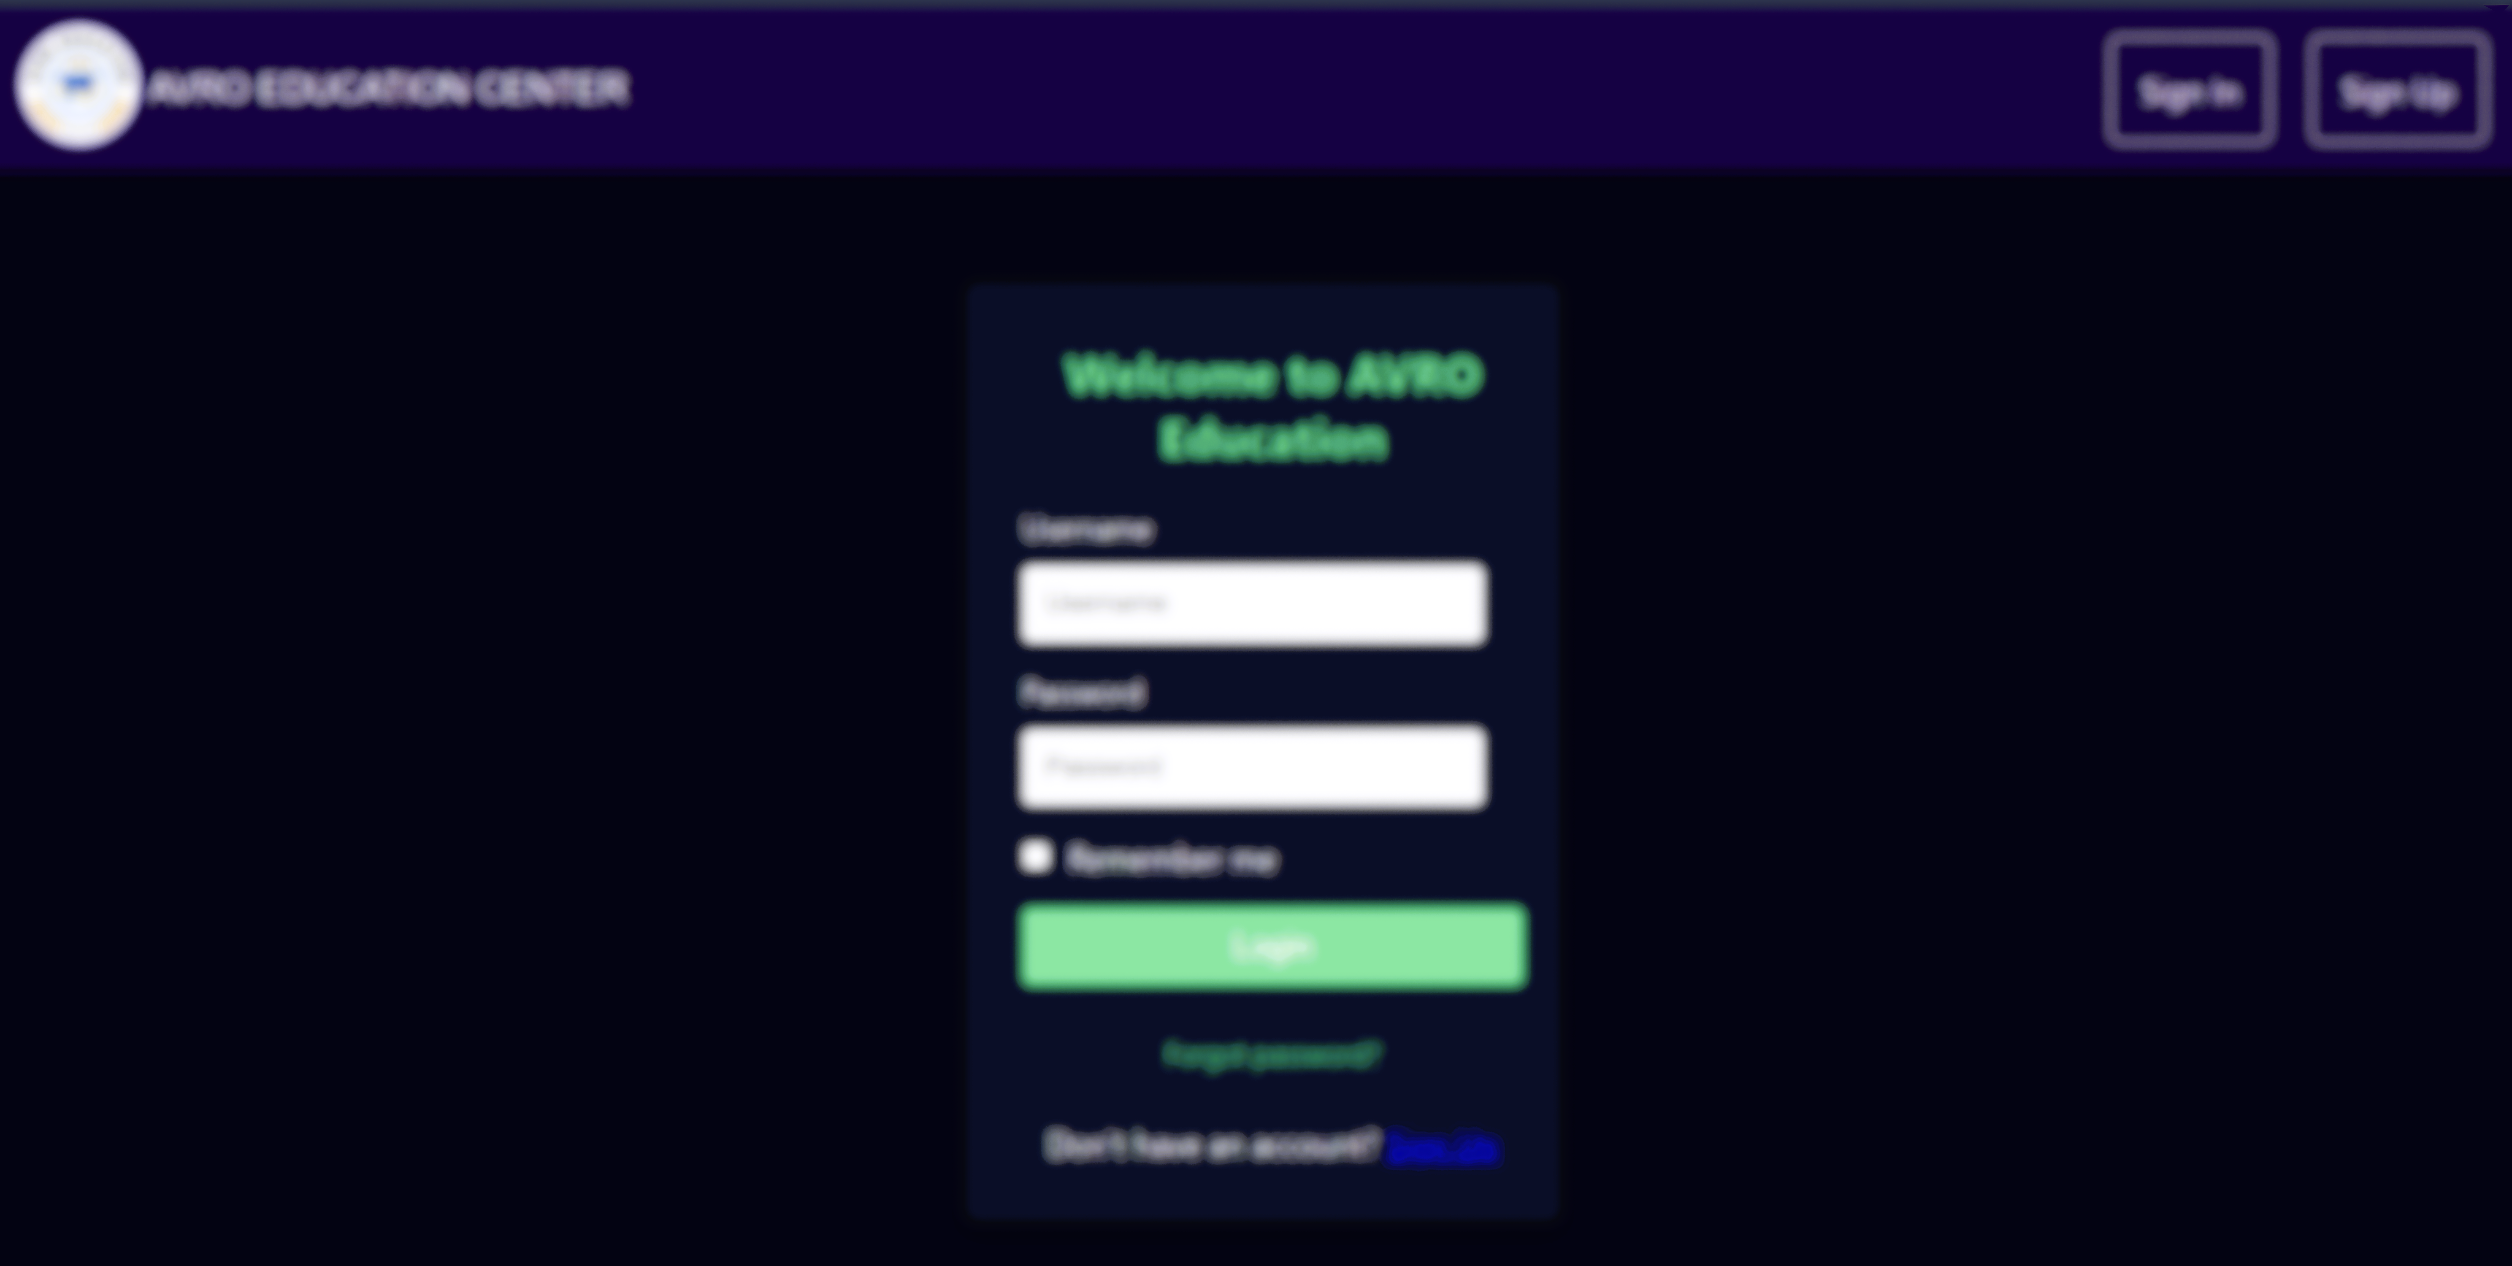 AVRO EDUCATION CENTER
Sign In
Sign Up
Welcome to AVRO
Education
Username
Username
Password
Password
Remember me
Login
Forgot password?
Don't have an account? Sign Up